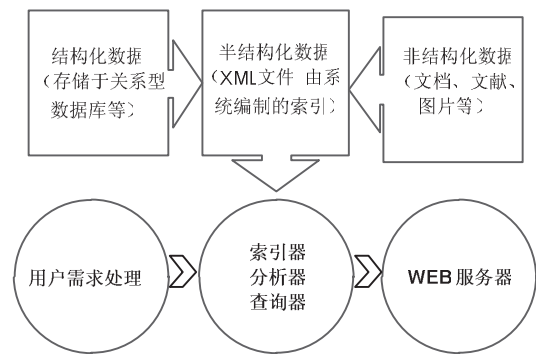 结构化数据
（存储于关系型
数据库等）
半结构化数据
（XML文件 由系
统编制的索引）
非结构化数据
（文档、文献、
图片等）
用户需求处理
索引器
分析器
查询器
WEB服务器